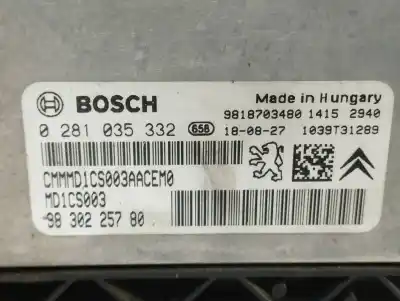 BOSCH
Made in Hungary
9818703480 1415 2940
0 281 035 332 656 18-08-27 1039T31289
CMMMD1CS003AACEM0
MD1CS003
98 302 257 80